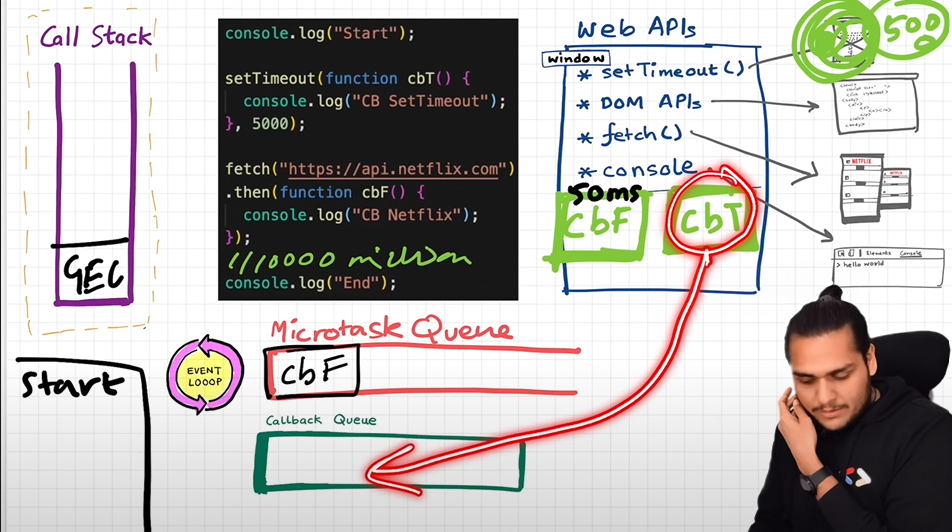 Call Stack
GEC
console.log("Start");
setTimeout(function cbT() {
console.log("CB SetTimeout");
}, 5000);
fetch("https://api.netflix.com")
.then(function cbF() {
console.log("CB Netflix");
});
// 10000 million
console.log("End");
Web APIs
window
* setTimeout()
* DOM APIs
* fetch()
* console
50ms
cbF
cbT
500
NETFLIX
NETFLIX
Elements Console
> hello world
Start
EVENT
LOOOP
Microtask Queue
cbF
Callback Queue